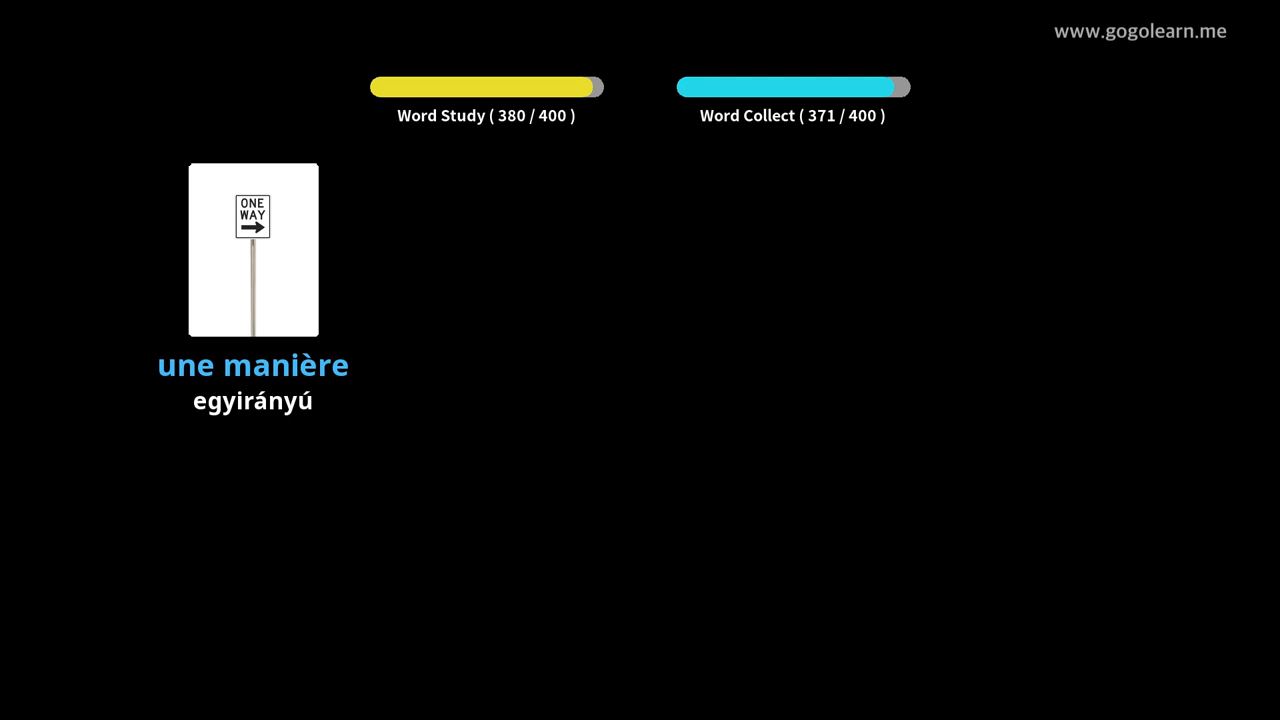 www.gogolearn.me
Word Study ( 380 / 400 )
Word Collect ( 371 / 400 )
ONE
WAY
une manière
egyirányú